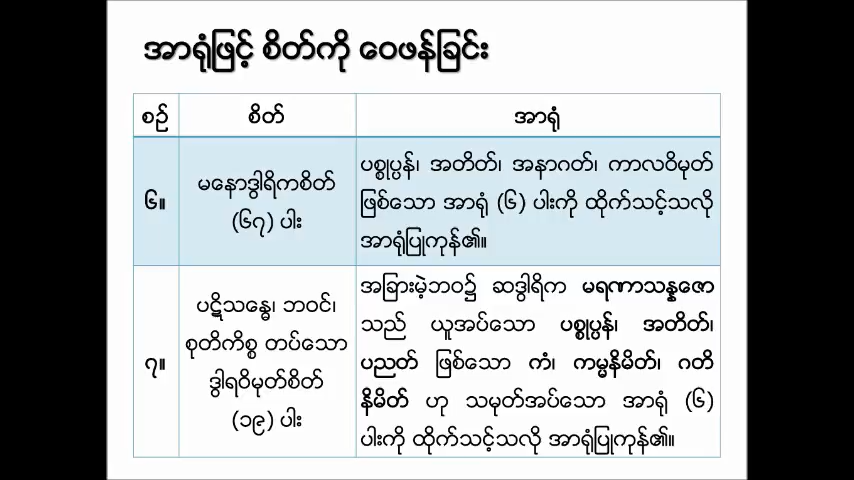 အာရုံဖြင့် စိတ်ကို ဝေဖန်ခြင်း
စဉ် စိတ် အာရုံ
၆။ မနောဒွါရိကစိတ်
(၆၇) ပါး
ပစ္စုပ္ပန်၊ အတိတ်၊ အနာဂတ်၊ ကာလဝိမုတ်
ဖြစ်သော အာရုံ (၆) ပါးကို ထိုက်သင့်သလို
အာရုံပြုကုန်၏။
၇။ ပဋိသန္ဓေ၊ ဘဝင်၊
စုတိကိစ္စ တပ်သော
ဒွါရဝိမုတ်စိတ်
(၁၉) ပါး
အခြားမဲ့ဘဝ၌ ဆဒွါရိက မရဏာသန္နဇော
သည် ယူအပ်သော ပစ္စုပ္ပန်၊ အတိတ်၊
ပညတ် ဖြစ်သော ကံ၊ ကမ္မနိမိတ်၊ ဂတိ
နိမိတ် ဟု သမုတ်အပ်သော အာရုံ (၆)
ပါးကို ထိုက်သင့်သလို အာရုံပြုကုန်၏။